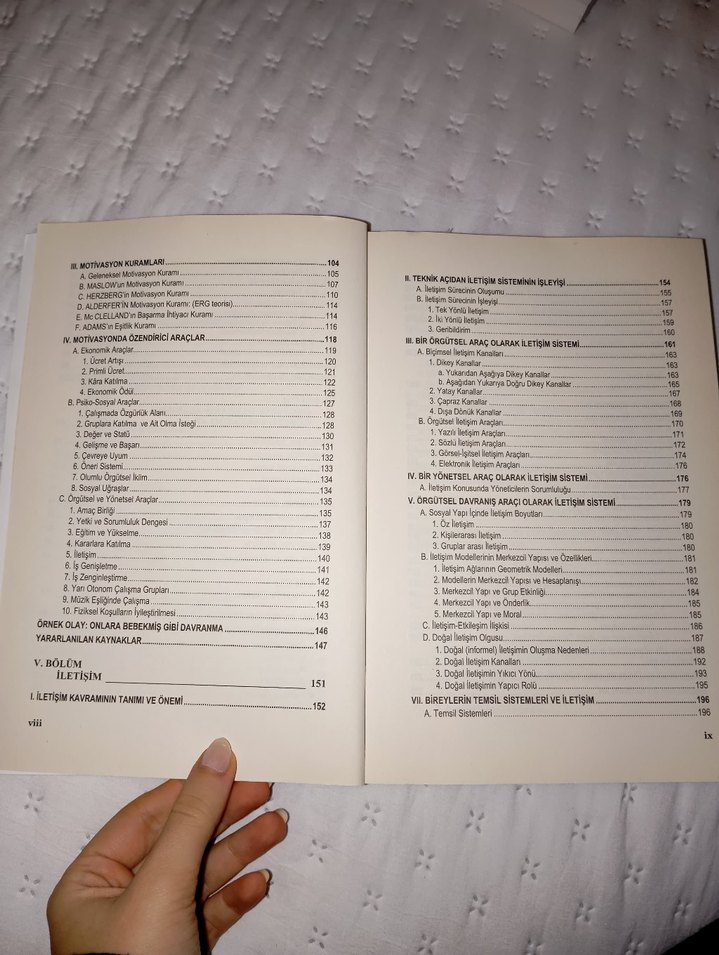 III. MOTİVASYON KURAMLARI 104
A. Geleneksel Motivasyon Kuramı 105
B. MASLOW'un Motivasyon Kuramı 107
C. HERZBERG'in Motivasyon Kuramı 110
D. ALDERFER'İN Motivasyon Kuramı: (ERG teorisi) 114
E. Mc CLELLAND'ın Başarma İhtiyacı Kuramı 114
F. ADAMS'ın Eşitlik Kuramı 116
IV. MOTİVASYONDA ÖZENDİRİCİ ARAÇLAR 118
A. Ekonomik Araçlar 119
1. Ücret Artışı 120
2. Primli Ücret 121
3. Kâra Katılma 122
4. Ekonomik Ödül 125
B. Psiko-Sosyal Araçlar 127
1. Çalışmada Özgürlük Alanı 128
2. Gruplara Katılma ve Ait Olma İsteği 128
3. Değer ve Statü 130
4. Gelişme ve Başarı 131
5. Çevreye Uyum 132
6. Öneri Sistemi 133
7. Olumlu Örgütsel İklim 134
8. Sosyal Uğraşlar 134
C. Örgütsel ve Yönetsel Araçlar 135
1. Amaç Birliği 135
2. Yetki ve Sorumluluk Dengesi 137
3. Eğitim ve Yükselme 138
4. Kararlara Katılma 139
5. İletişim 140
6. İş Genişletme 141
7. İş Zenginleştirme 142
8. Yarı Otonom Çalışma Grupları 142
9. Müzik Eşliğinde Çalışma 143
10. Fiziksel Koşulların İyileştirilmesi 143
ÖRNEK OLAY: ONLARA BEBEKMİŞ GİBİ DAVRANMA 146
YARARLANILAN KAYNAKLAR 147
V. BÖLÜM
İLETİŞİM 151
I. İLETİŞİM KAVRAMININ TANIMI VE ÖNEMİ 152
viii
II. TEKNİK AÇIDAN İLETİŞİM SİSTEMİNİN İŞLEYİŞİ 154
A. İletişim Sürecinin Oluşumu 155
B. İletişim Sürecinin İşleyişi 157
1. Tek Yönlü İletişim 157
2. İki Yönlü İletişim 159
3. Geribildirim 160
III. BİR ÖRGÜTSEL ARAÇ OLARAK İLETİŞİM SİSTEMİ 161
A. Biçimsel İletişim Kanalları 163
1. Dikey Kanallar 163
a. Yukarıdan Aşağıya Dikey Kanallar 163
b. Aşağıdan Yukarıya Doğru Dikey Kanallar 165
2. Yatay Kanallar 167
3. Çapraz Kanallar 168
4. Dışa Dönük Kanallar 169
B. Örgütsel İletişim Araçları 170
1. Yazılı İletişim Araçları 171
2. Sözlü İletişim Araçları 172
3. Görsel-İşitsel İletişim Araçları 174
4. Elektronik İletişim Araçları 176
IV. BİR YÖNETSEL ARAÇ OLARAK İLETİŞİM SİSTEMİ 176
A. İletişim Konusunda Yöneticilerin Sorumluluğu 177
V. ÖRGÜTSEL DAVRANIŞ ARAÇI OLARAK İLETİŞİM SİSTEMİ 179
A. Sosyal Yapı İçinde İletişim Boyutları 179
1. Öz İletişim 180
2. Kişilerarası İletişim 180
3. Gruplar arası İletişim 180
B. İletişim Modellerinin Merkezcil Yapısı ve Özellikleri 181
1. İletişim Ağlarının Geometrik Modelleri 181
2. Modellerin Merkezcil Yapısı ve Hesaplanışı 182
3. Merkezcil Yapı ve Grup Etkinliği 184
4. Merkezcil Yapı ve Önderlik 185
5. Merkezcil Yapı ve Moral 185
C. İletişim-Etkileşim İlişkisi 186
D. Doğal İletişim Olgusu 187
1. Doğal (informel) İletişimin Oluşma Nedenleri 188
2. Doğal İletişim Kanalları 192
3. Doğal İletişimin Yıkıcı Yönü 193
4. Doğal İletişimin Yapıcı Rolü 195
VII. BİREYLERİN TEMSİL SİSTEMLERİ VE İLETİŞİM 196
A. Temsil Sistemleri 196
ix